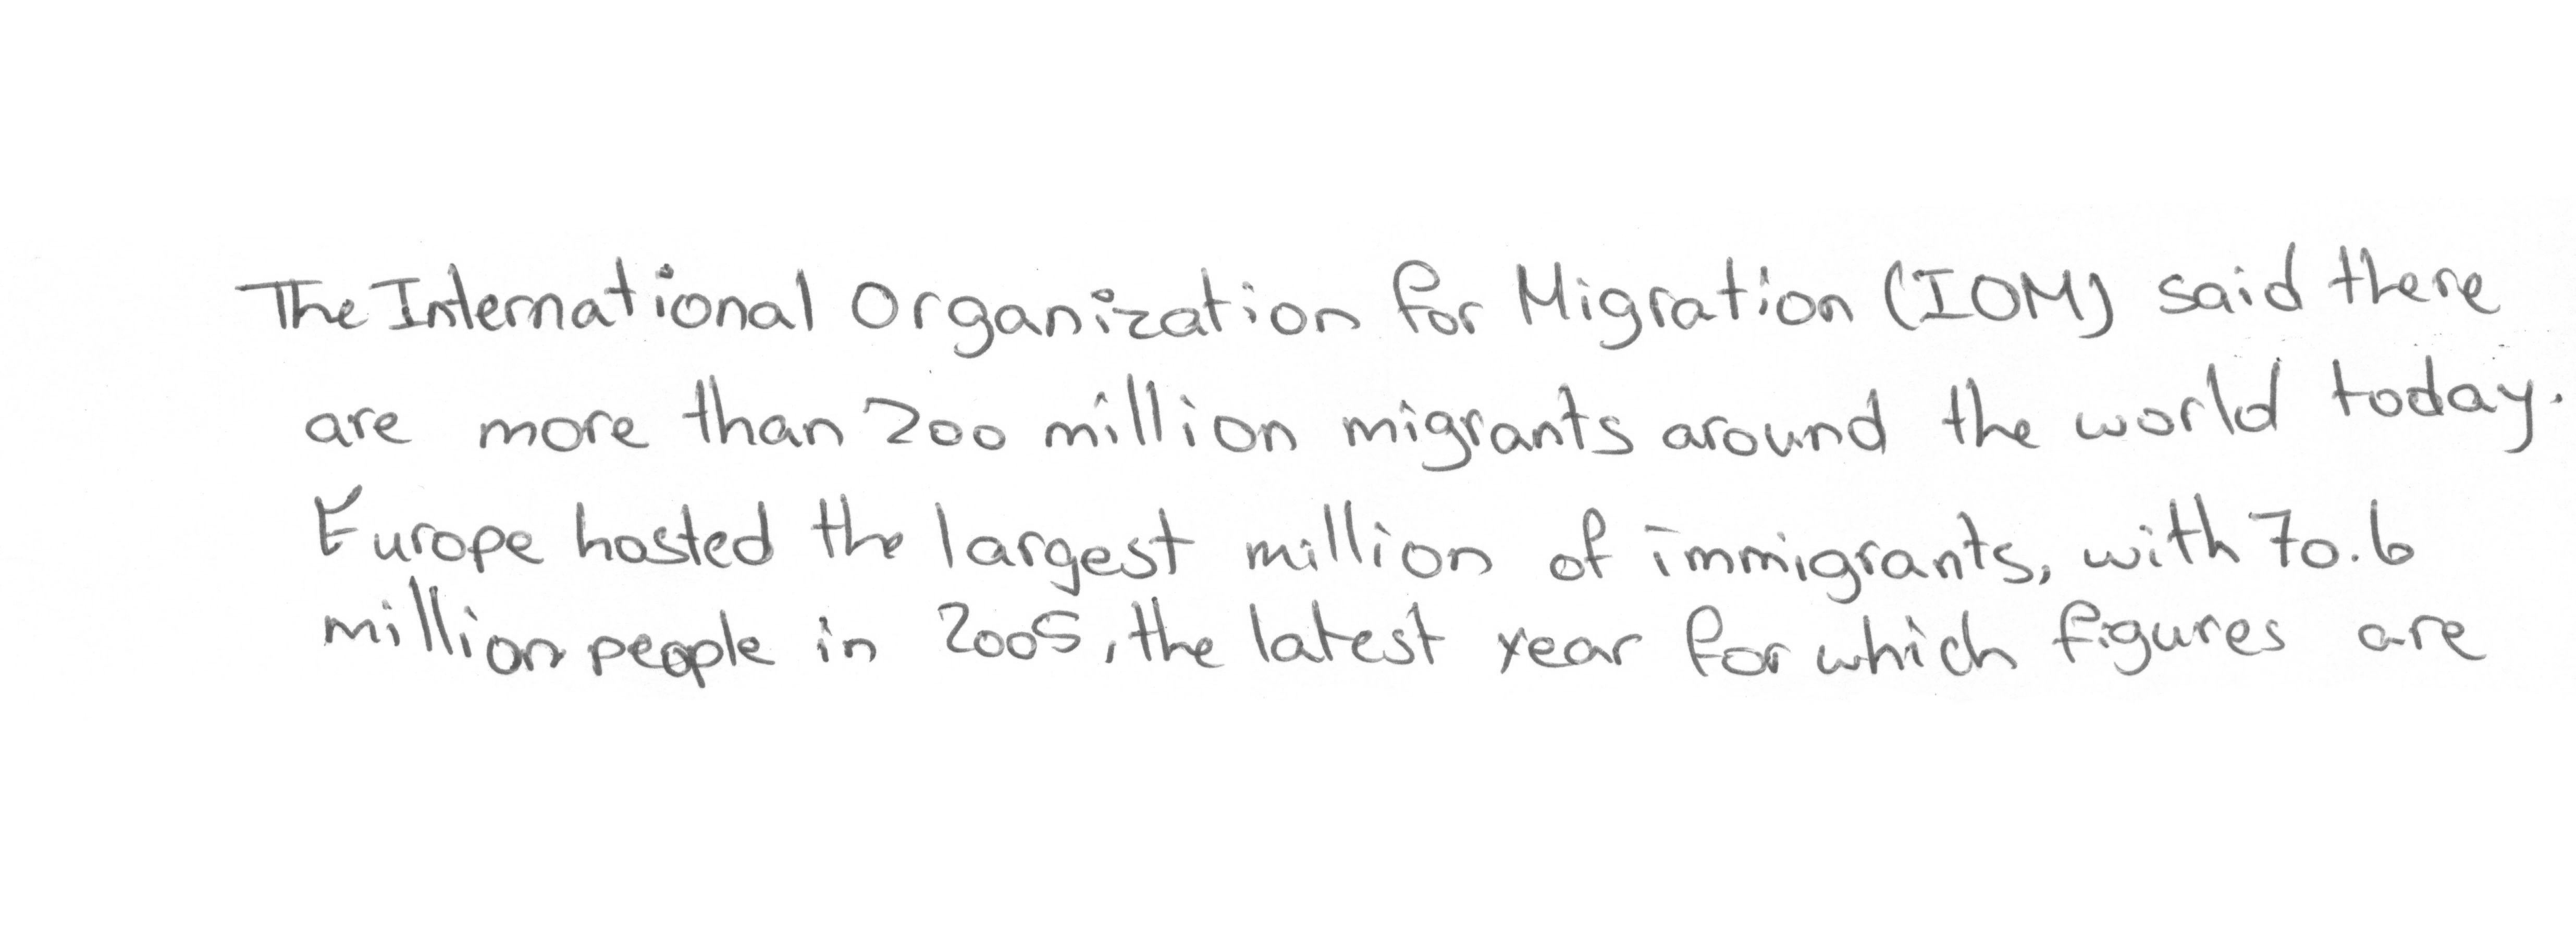 The International Organization for Migration (IOM) said there
are more than 200 million migrants around the world today.
Europe hosted the largest million of immigrants, with 70.6
million people in 2005, the latest year for which figures are